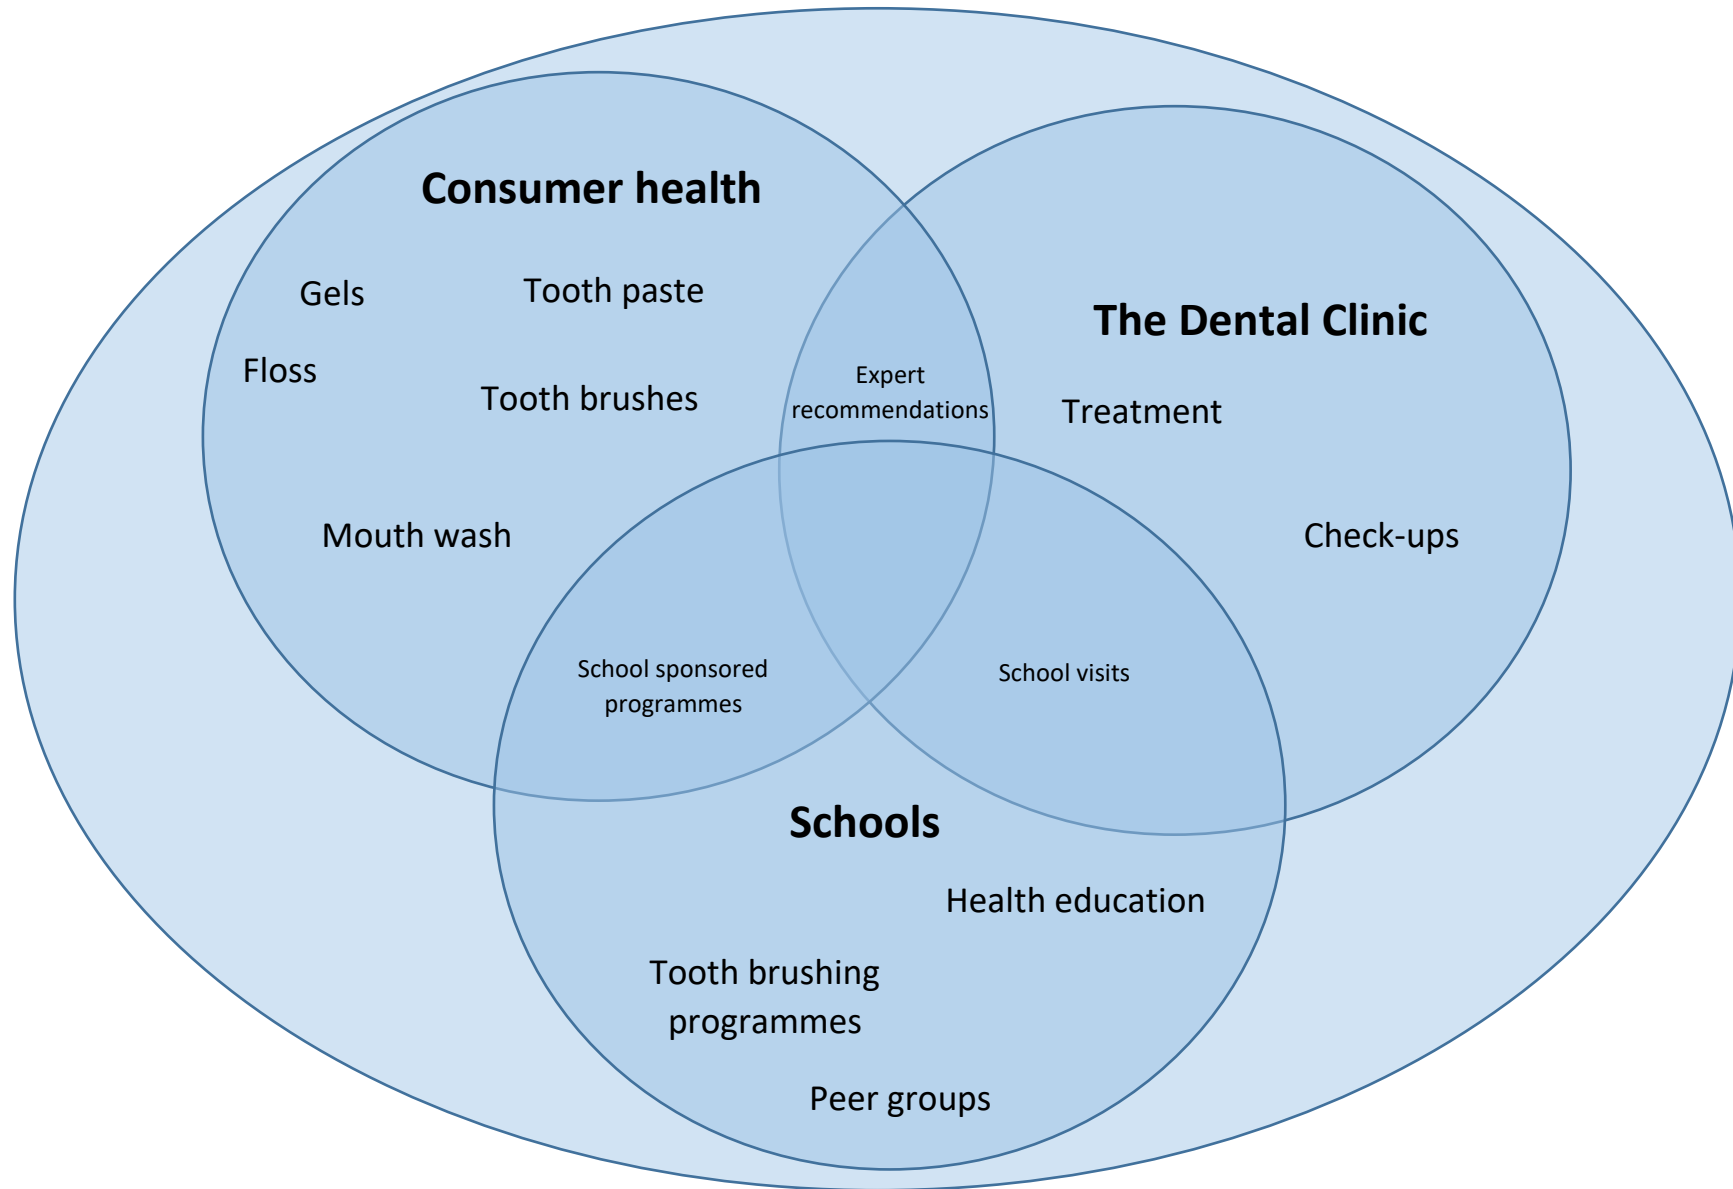 Consumer health
Gels
Tooth paste
Floss
Tooth brushes
Mouth wash
The Dental Clinic
Treatment
Check-ups
Expert
recommendations
School sponsored
programmes
School visits
Schools
Health education
Tooth brushing
programmes
Peer groups